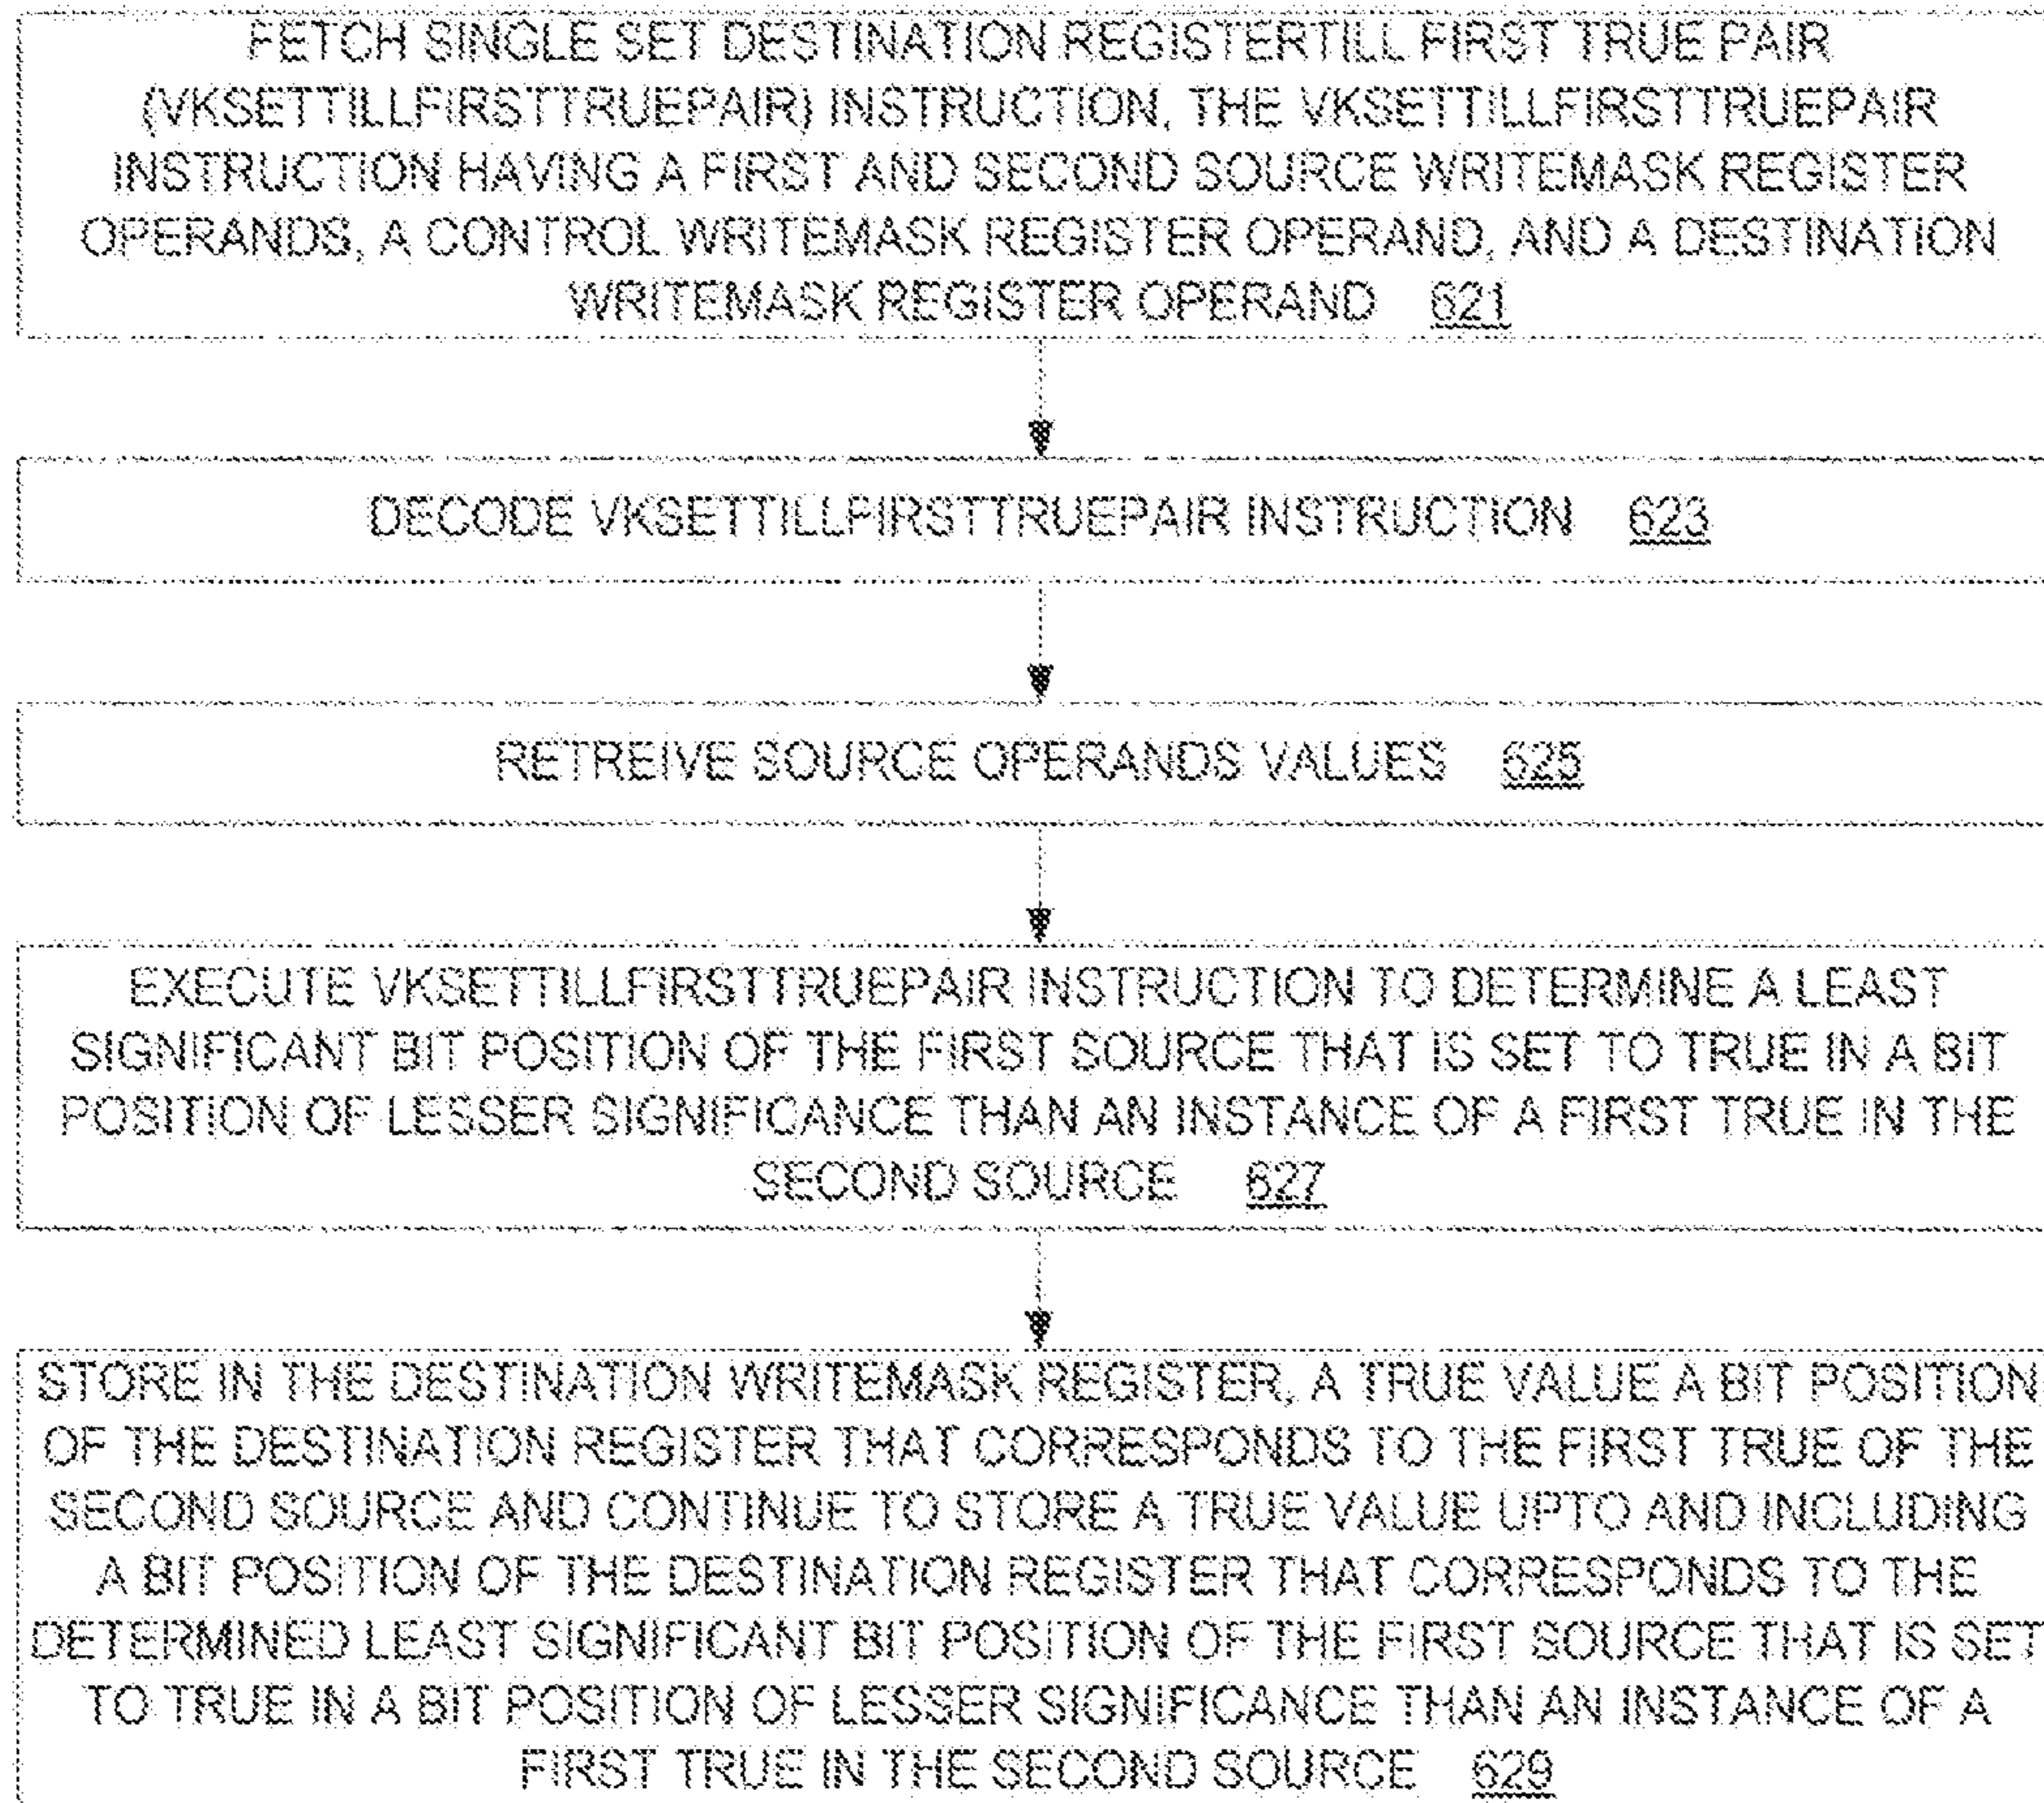 FETCH SINGLE SET DESTINATION REGISTERTILL FIRST TRUE PAIR
(VKSETTILLFIRSTTRUEPAIR) INSTRUCTION, THE VKSETTILLFIRSTTRUEPAIR
INSTRUCTION HAVING A FIRST AND SECOND SOURCE WRITEMASK REGISTER
OPERANDS, A CONTROL WRITEMASK REGISTER OPERAND, AND A DESTINATION
WRITEMASK REGISTER OPERAND 621
DECODE VKSETTILLFIRSTTRUEPAIR INSTRUCTION 623
RETREIVE SOURCE OPERANDS VALUES 625
EXECUTE VKSETTILLFIRSTTRUEPAIR INSTRUCTION TO DETERMINE A LEAST
SIGNIFICANT BIT POSITION OF THE FIRST SOURCE THAT IS SET TO TRUE IN A BIT
POSITION OF LESSER SIGNIFICANCE THAN AN INSTANCE OF A FIRST TRUE IN THE
SECOND SOURCE 627
STORE IN THE DESTINATION WRITEMASK REGISTER, A TRUE VALUE A BIT POSITION
OF THE DESTINATION REGISTER THAT CORRESPONDS TO THE FIRST TRUE OF THE
SECOND SOURCE AND CONTINUE TO STORE A TRUE VALUE UPTO AND INCLUDING
A BIT POSITION OF THE DESTINATION REGISTER THAT CORRESPONDS TO THE
DETERMINED LEAST SIGNIFICANT BIT POSITION OF THE FIRST SOURCE THAT IS SET
TO TRUE IN A BIT POSITION OF LESSER SIGNIFICANCE THAN AN INSTANCE OF A
FIRST TRUE IN THE SECOND SOURCE 629